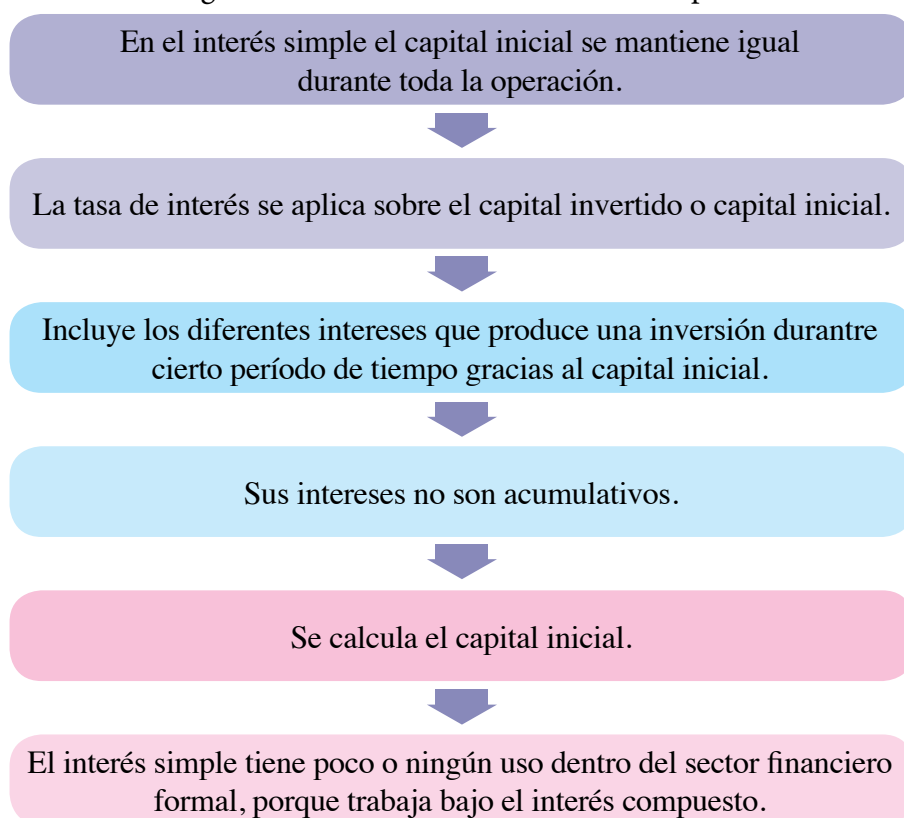 En el interés simple el capital inicial se mantiene igual
durante toda la operación.
La tasa de interés se aplica sobre el capital invertido o capital inicial.
Incluye los diferentes intereses que produce una inversión durantre
cierto período de tiempo gracias al capital inicial.
Sus intereses no son acumulativos.
Se calcula el capital inicial.
El interés simple tiene poco o ningún uso dentro del sector financiero
formal, porque trabaja bajo el interés compuesto.